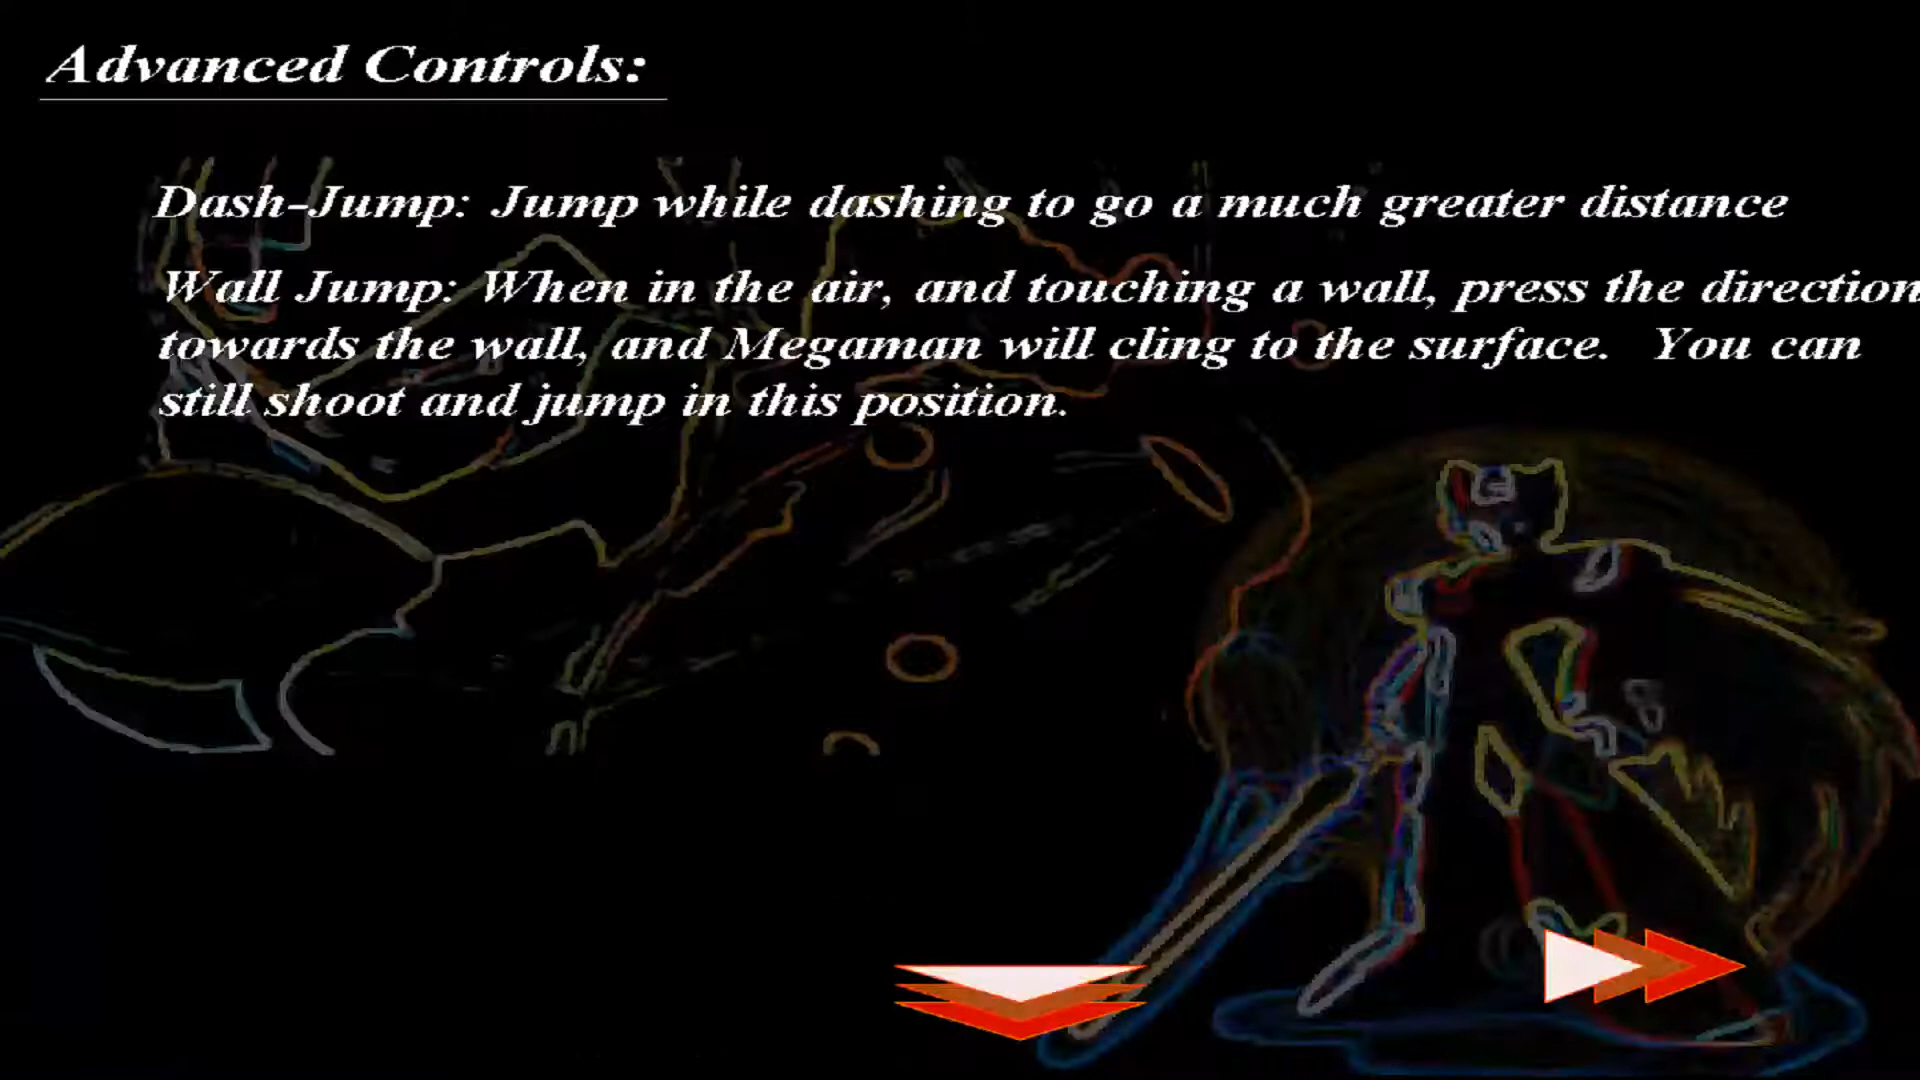 Advanced Controls:
Dash-Jump: Jump while dashing to go a much greater distance
Wall Jump: When in the air, and touching a wall, press the direction
towards the wall, and Megaman will cling to the surface. You can
still shoot and jump in this position.